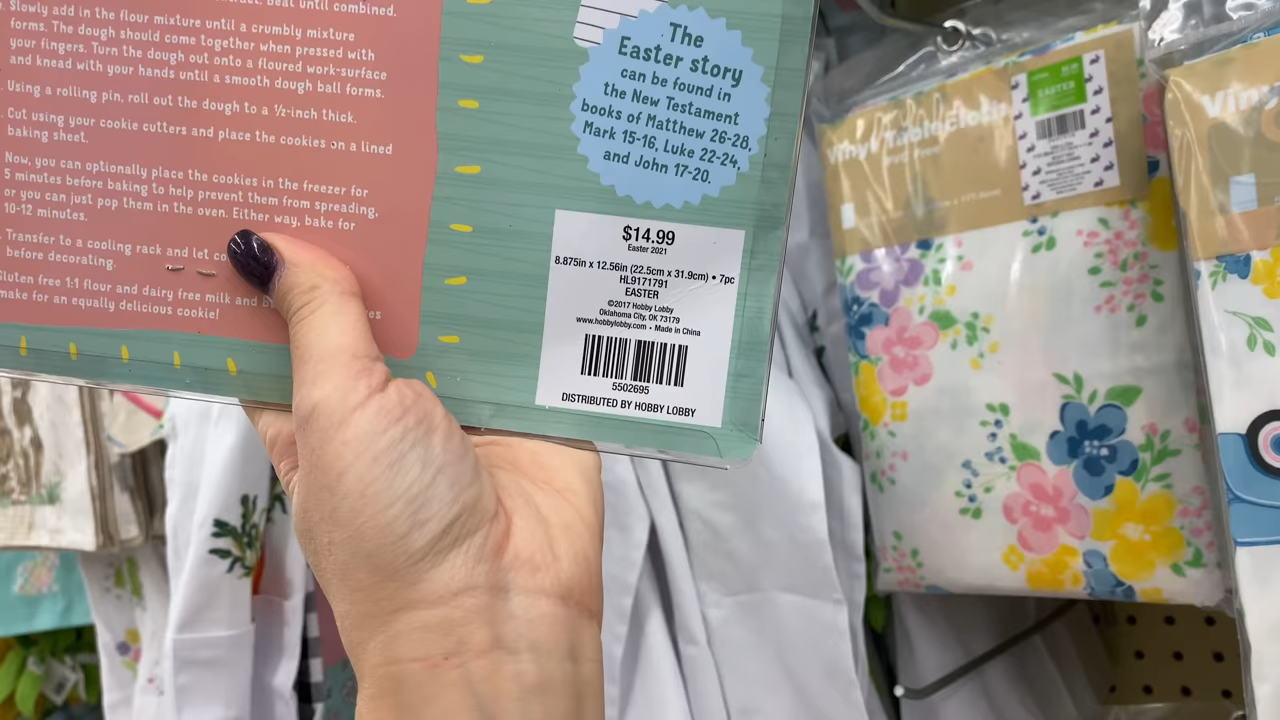 Beat until combined.
Slowly add in the flour mixture until a crumbly mixture
forms. The dough should come together when pressed with
your fingers. Turn the dough out onto a floured work-surface
and knead with your hands until a smooth dough ball forms.
Using a rolling pin, roll out the dough to a ½-inch thick.
Cut using your cookie cutters and place the cookies on a lined
baking sheet.
Now, you can optionally place the cookies in the freezer for
5 minutes before baking to help prevent them from spreading,
or you can just pop them in the oven. Either way, bake for
10-12 minutes.
Transfer to a cooling rack and let
before decorating.
Gluten free 1:1 flour and dairy free milk and
make for an equally delicious cookie!
The
Easter story
can be found in
the New Testament
books of Matthew 26-28,
Mark 15-16, Luke 22-24,
and John 17-20.
$14.99
Easter 2021
8.875in x 12.56in (22.5cm x 31.9cm) • 7pc
HL9171791
EASTER
©2017 Hobby Lobby
Oklahoma City, OK 73179
www.hobbylobby.com • Made in China
5502695
DISTRIBUTED BY HOBBY LOBBY
Vinyl Tablecloth
EASTER
Vinyl